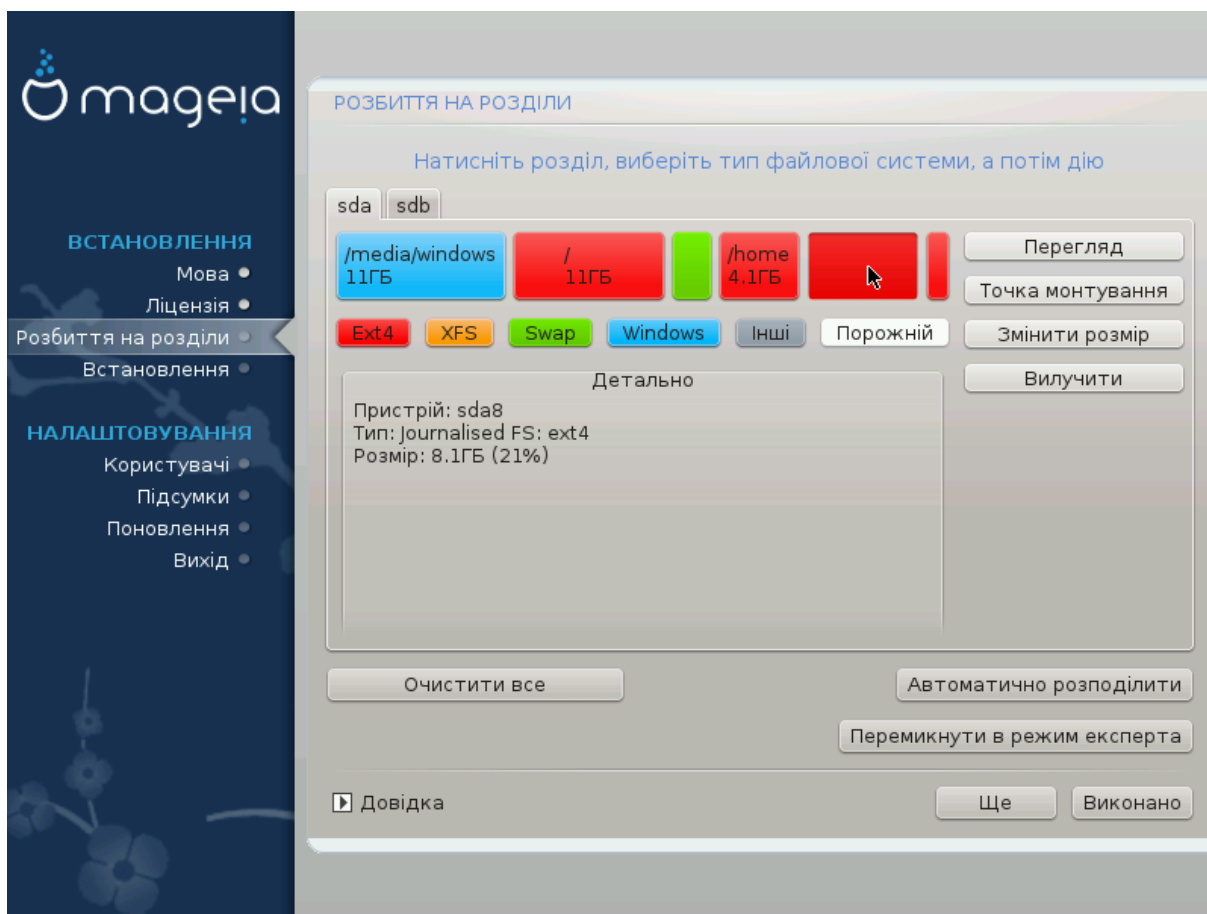 mageia
ВСТАНОВЛЕННЯ
Мова
Ліцензія
Розбиття на розділи
Встановлення
НАЛАШТОВУВАННЯ
Користувачі
Підсумки
Поновлення
Вихід
РОЗБИТТЯ НА РОЗДІЛИ
Натисніть розділ, виберіть тип файлової системи, а потім дію
sda sdb
/media/windows
11ГБ
/
11ГБ
/home
4.1ГБ
Ext4 XFS Swap Windows Інші Порожній
Перегляд
Точка монтування
Змінити розмір
Вилучити
Детально
Пристрій: sda8
Тип: Journalised FS: ext4
Розмір: 8.1ГБ (21%)
Очистити все
Автоматично розподілити
Перемикнути в режим експерта
Довідка
Ще
Виконано